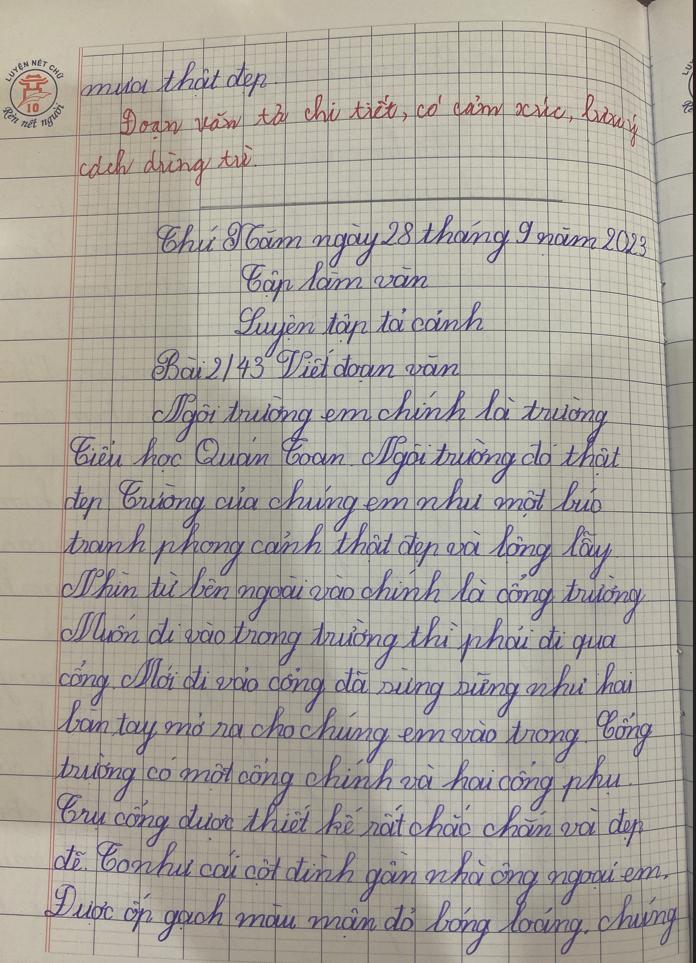 LUYỆN NÉT CHỮ
10
Rèn nết người
mưa thật đẹp
Đoạn văn tả chi tiết, có cảm xúc, lưu ý
cách dùng từ.
Thứ Năm ngày 28 tháng 9 năm 2023
Tập làm văn
Luyện tập tả cảnh
Bài 2/43 Viết đoạn văn
Ngôi trường em chính là trường
Tiểu học Quán Toan. Ngôi trường đó thật
đẹp Trường của chúng em như một bức
tranh phong cảnh thật đẹp và lộng lẫy
Nhìn từ bên ngoài vào chính là cổng trường
Muốn đi vào trong trường thì phải đi qua
cổng. Mới đi vào cổng đã sừng sững như hai
bàn tay mở ra cho chúng em vào trong. Cổng
trường có một cổng chính và hai cổng phụ.
Trụ cổng được thiết kế rất chắc chắn và đẹp
đẽ. To như cái cột đình gần nhà ông ngoại em.
Được ốp gạch màu mận đỏ bóng loáng. chúng